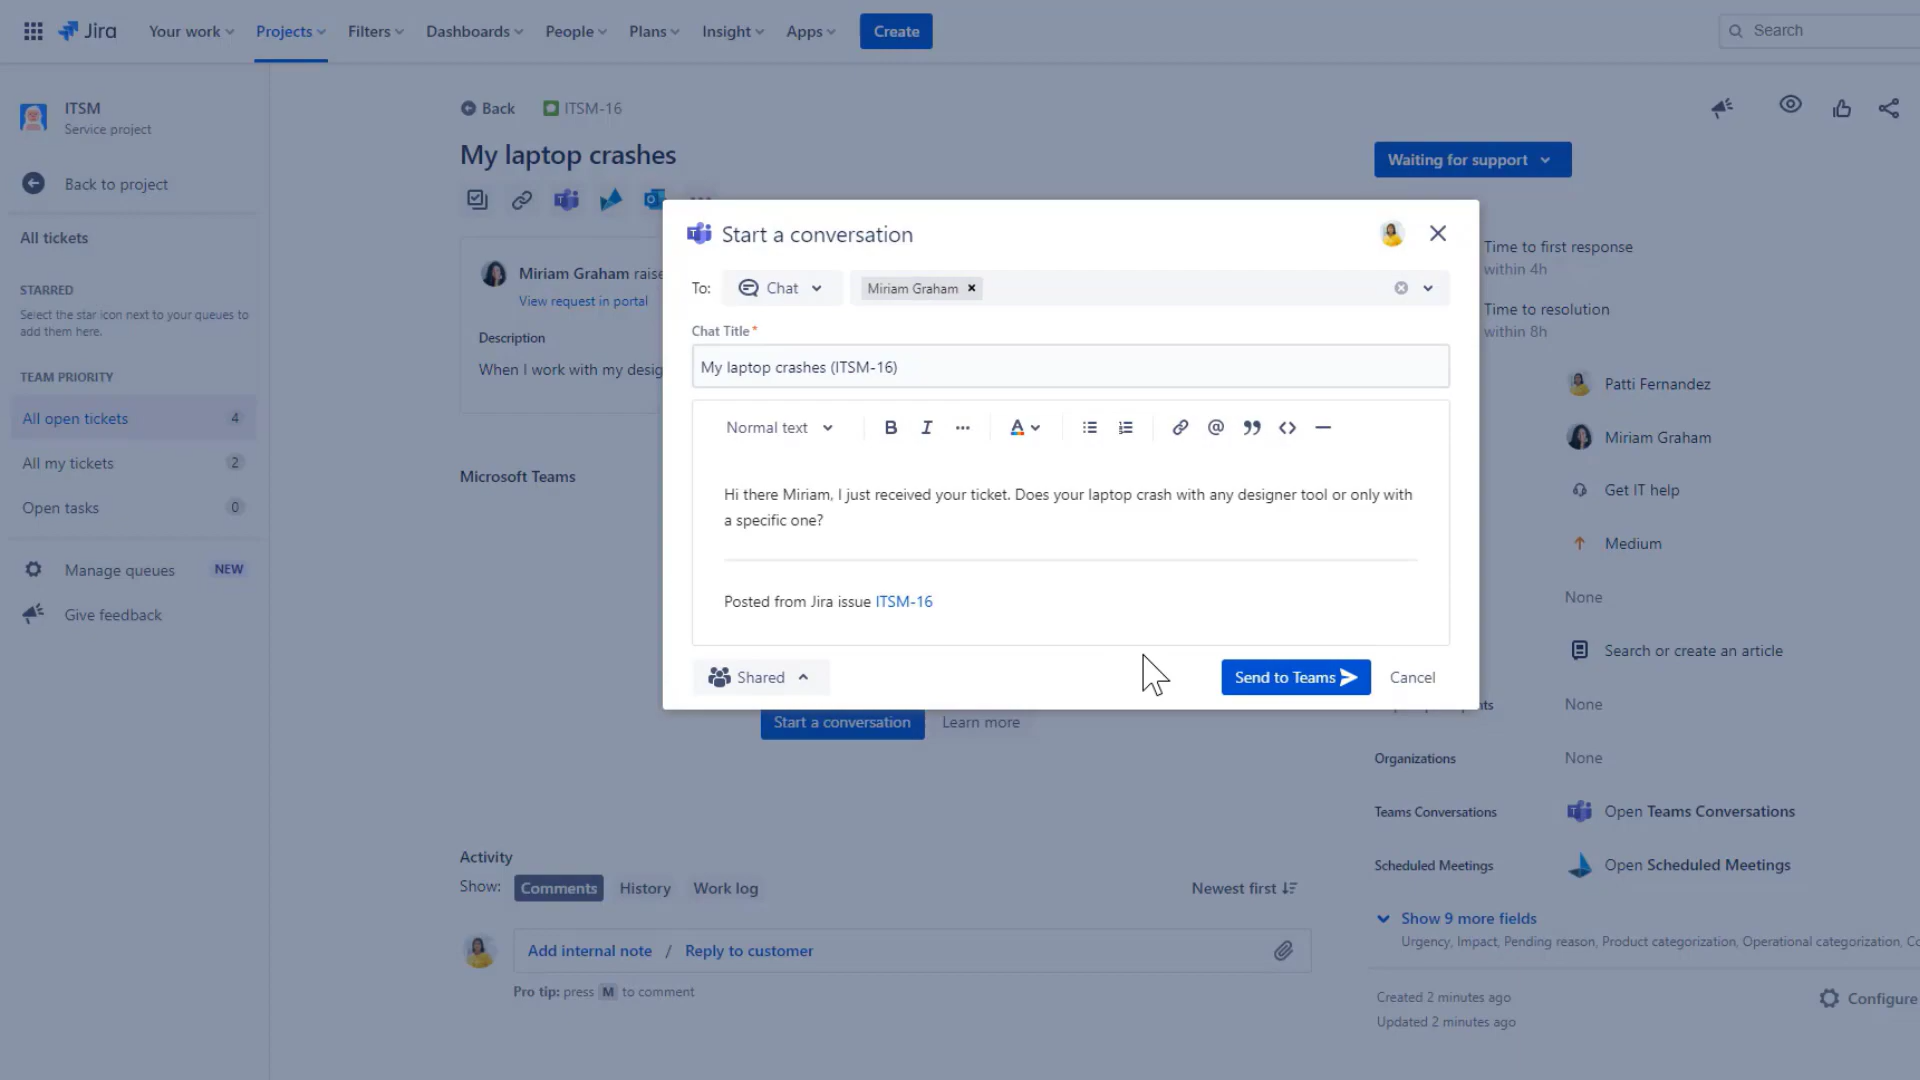 Jira
Your work
Projects
Filters
Dashboards
People
Plans
Insight
Apps
Create
Search
ITSM
Service project
Back to project
All tickets
STARRED
Select the star icon next to your queues to
add them here.
TEAM PRIORITY
All open tickets 4
All my tickets 2
Open tasks 0
Manage queues NEW
Give feedback
Back ITSM-16
My laptop crashes
Miriam Graham raise
View request in portal
Description
When I work with my desig
Microsoft Teams
Start a conversation
To: Chat Miriam Graham
Chat Title*
My laptop crashes (ITSM-16)
Normal text
Hi there Miriam, I just received your ticket. Does your laptop crash with any designer tool or only with
a specific one?
Posted from Jira issue ITSM-16
Shared
Send to Teams
Cancel
Start a conversation Learn more
Activity
Show: Comments History Work log Newest first
Add internal note / Reply to customer
Pro tip: press M to comment
Waiting for support
Time to first response
within 4h
Time to resolution
within 8h
Patti Fernandez
Miriam Graham
Get IT help
Medium
None
Search or create an article
None
Organizations None
Teams Conversations Open Teams Conversations
Scheduled Meetings Open Scheduled Meetings
Show 9 more fields
Urgency, Impact, Pending reason, Product categorization, Operational categorization, Co
Created 2 minutes ago
Updated 2 minutes ago
Configure